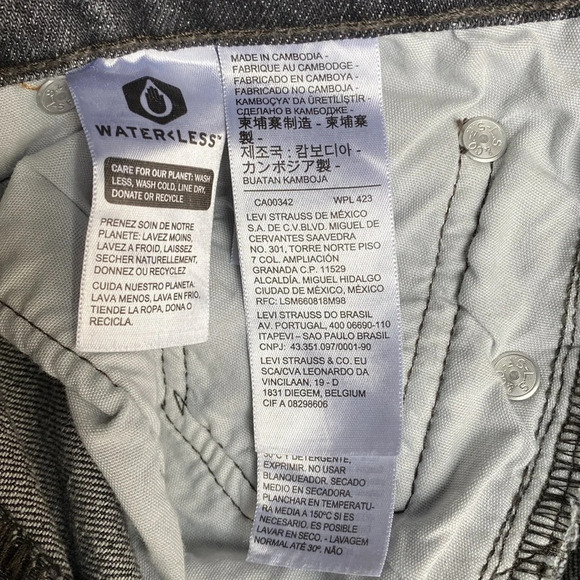 WATER<LESS™
CARE FOR OUR PLANET: WASH
LESS, WASH COLD, LINE DRY,
DONATE OR RECYCLE
PRENEZ SOIN DE NOTRE
PLANETE: LAVEZ MOINS,
LAVEZ A FROID, LAISSEZ
SECHER NATURELLEMENT,
DONNEZ OU RECYCLEZ
CUIDA NUESTRO PLANETA:
LAVA MENOS, LAVA EN FRIO,
TIENDE LA ROPA, DONA O
RECICLA.
MADE IN CAMBODIA -
FABRIQUE AU CAMBODGE -
FABRICADO EN CAMBOYA -
FABRICADO NO CAMBOJA -
KAMBOÇYA' DA ÜRETİLİŞTİR -
СДЕЛАНО В КАМБОДЖЕ -
柬埔寨制造 - 柬埔寨
製 -
제조국 : 캄보디아 -
カンボジア製 -
BUATAN KAMBOJA
CA00342 WPL 423
LEVI STRAUSS DE MÉXICO
S.A. DE C.V.BLVD. MIGUEL DE
CERVANTES SAAVEDRA
NO. 301, TORRE NORTE PISO
7 COL. AMPLIACIÓN
GRANADA C.P. 11529
ALCALDÍA. MIGUEL HIDALGO
CIUDAD DE MÉXICO, MÉXICO
RFC: LSM660818M98
LEVI STRAUSS DO BRASIL
AV. PORTUGAL, 400 06690-110
ITAPEVI – SAO PAULO BRASIL
CNPJ: 43.351.097/0001-90
LEVI STRAUSS & CO. EU
SCA/CVA LEONARDO DA
VINCILAAN, 19 - D
1831 DIEGEM, BELGIUM
CIF A 08298606
30°C Y DETERGENTE,
EXPRIMIR. NO USAR
BLANQUEADOR. SECADO
MEDIO EN SECADORA.
PLANCHAR EN TEMPERATU-
RA MEDIA A 150°C SI ES
NECESARIO. ES POSIBLE
LAVAR EN SECO. - LAVAGEM
NORMAL ATÉ 30°. NÃO